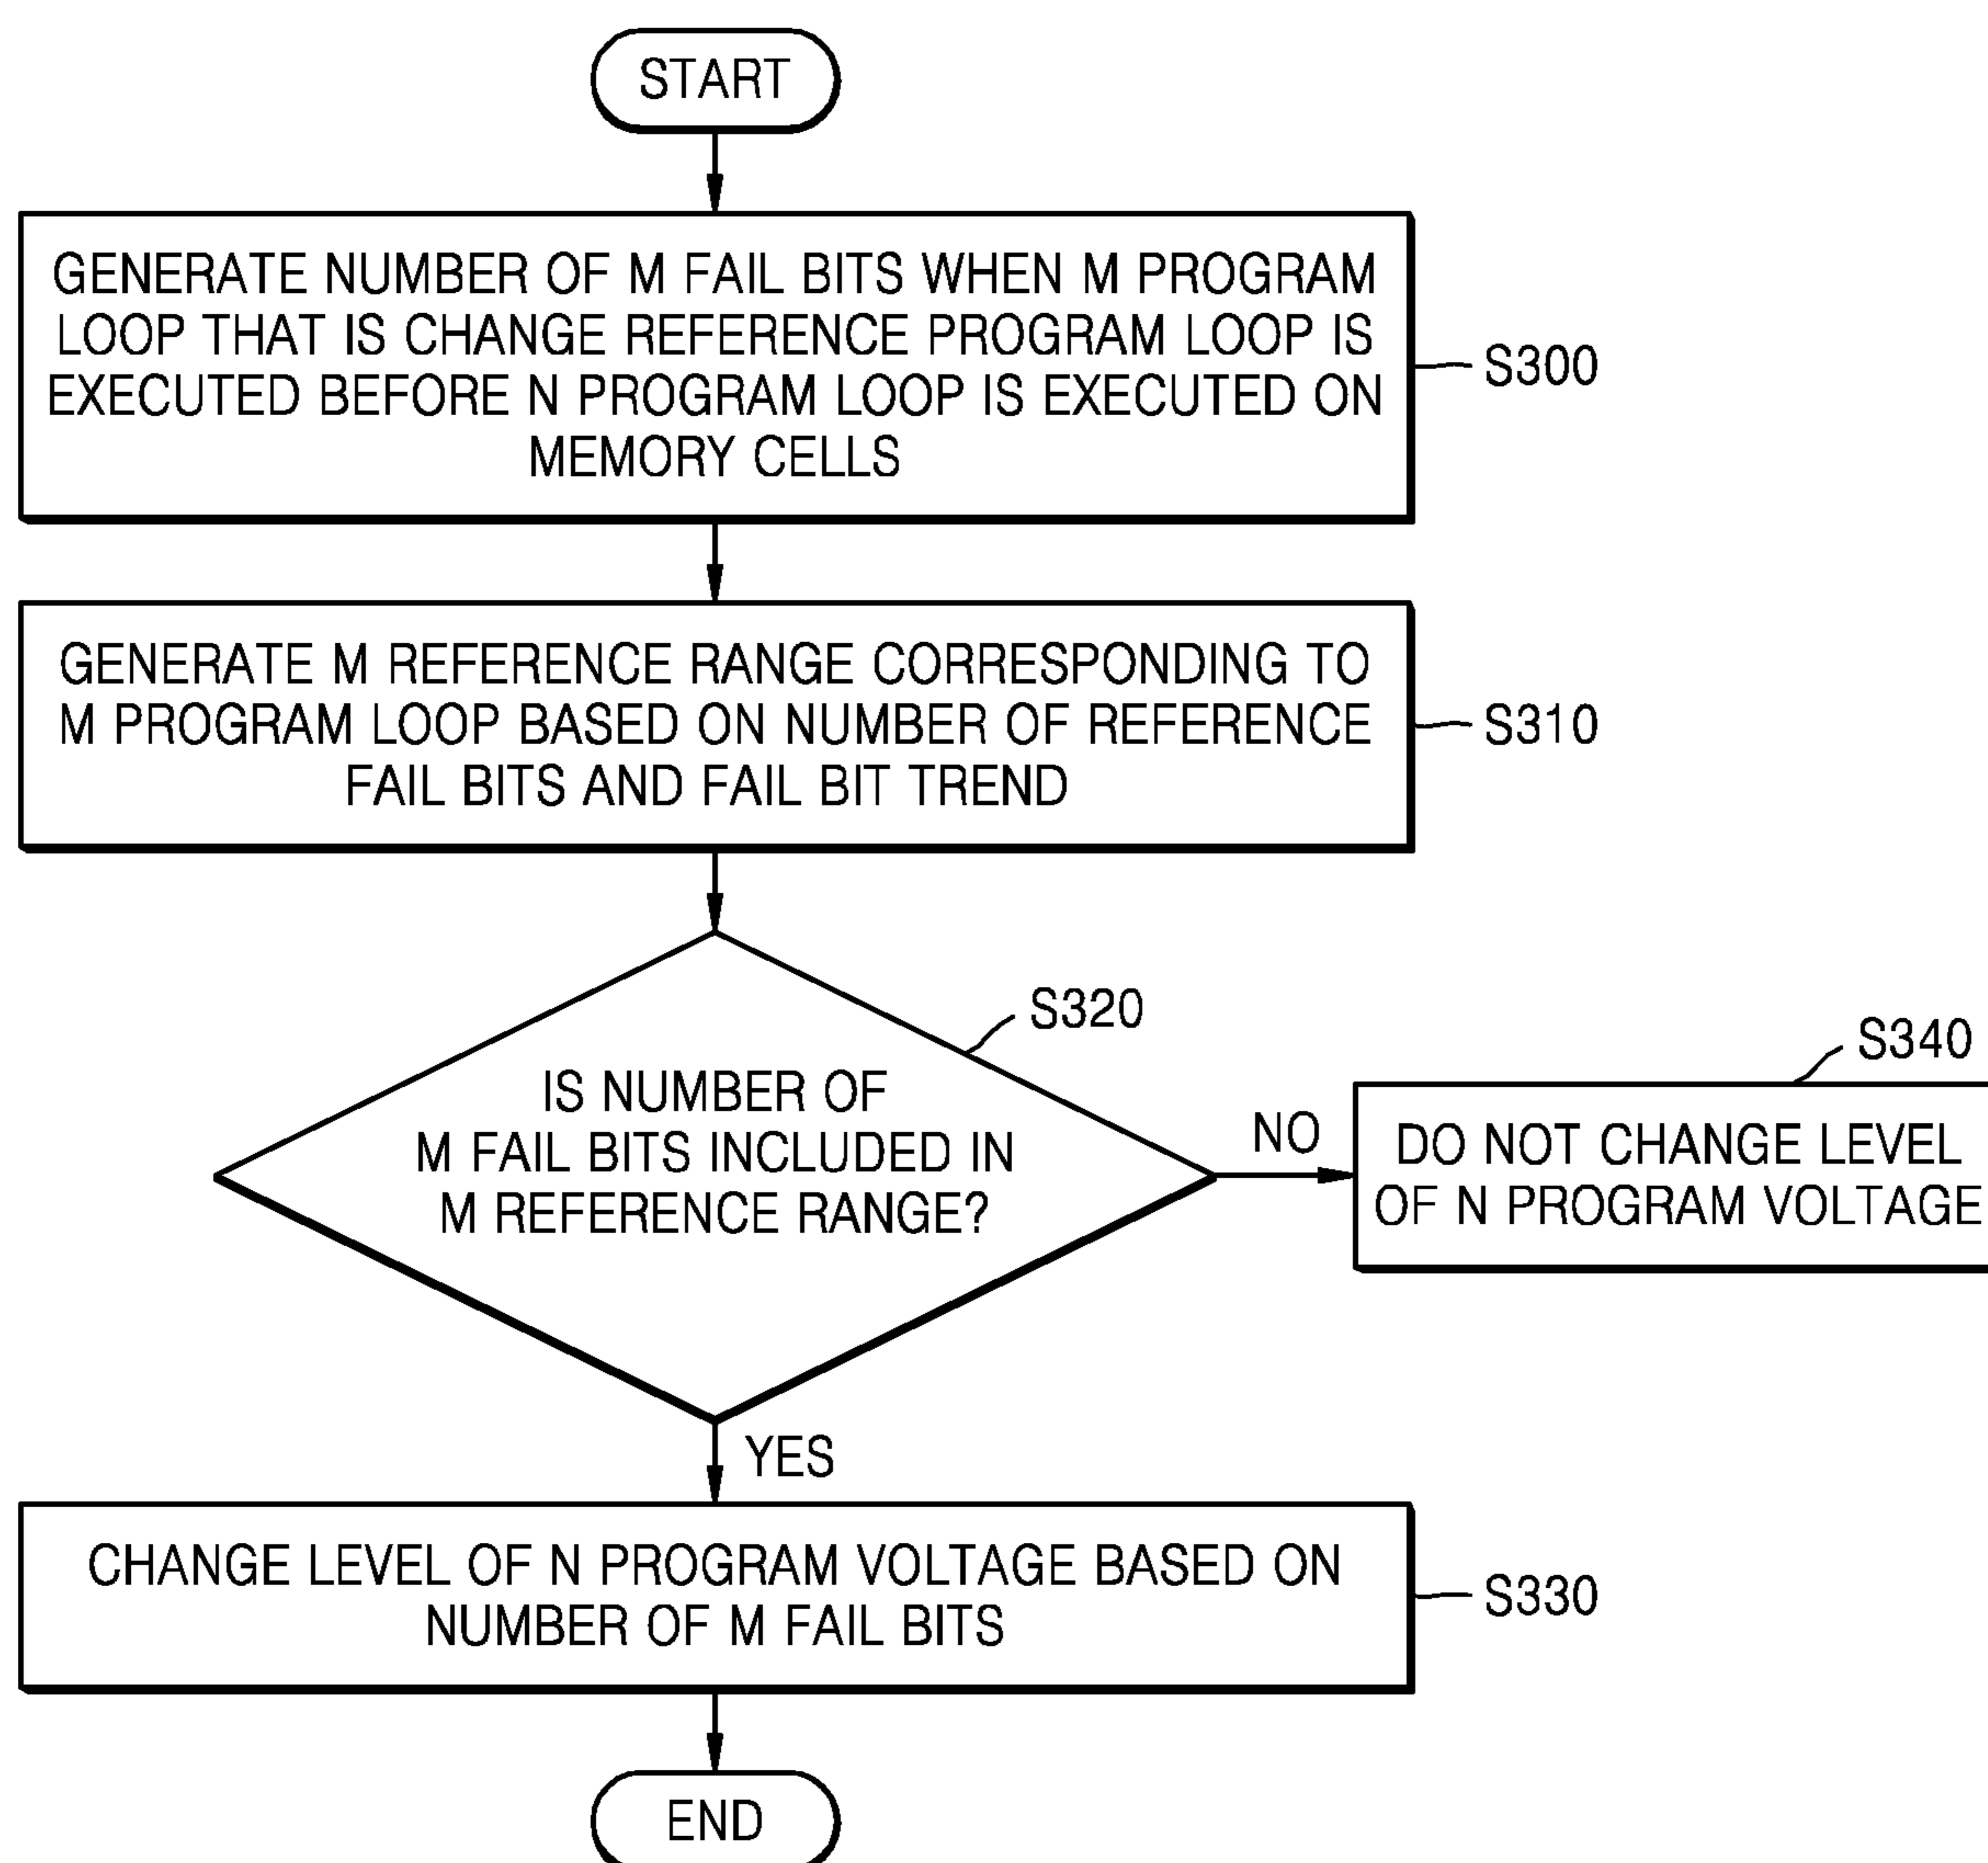 START
GENERATE NUMBER OF M FAIL BITS WHEN M PROGRAM
LOOP THAT IS CHANGE REFERENCE PROGRAM LOOP IS
EXECUTED BEFORE N PROGRAM LOOP IS EXECUTED ON
MEMORY CELLS
S300
GENERATE M REFERENCE RANGE CORRESPONDING TO
M PROGRAM LOOP BASED ON NUMBER OF REFERENCE
FAIL BITS AND FAIL BIT TREND
S310
S320
IS NUMBER OF
M FAIL BITS INCLUDED IN
M REFERENCE RANGE?
NO
S340
DO NOT CHANGE LEVEL
OF N PROGRAM VOLTAGE
YES
CHANGE LEVEL OF N PROGRAM VOLTAGE BASED ON
NUMBER OF M FAIL BITS
S330
END